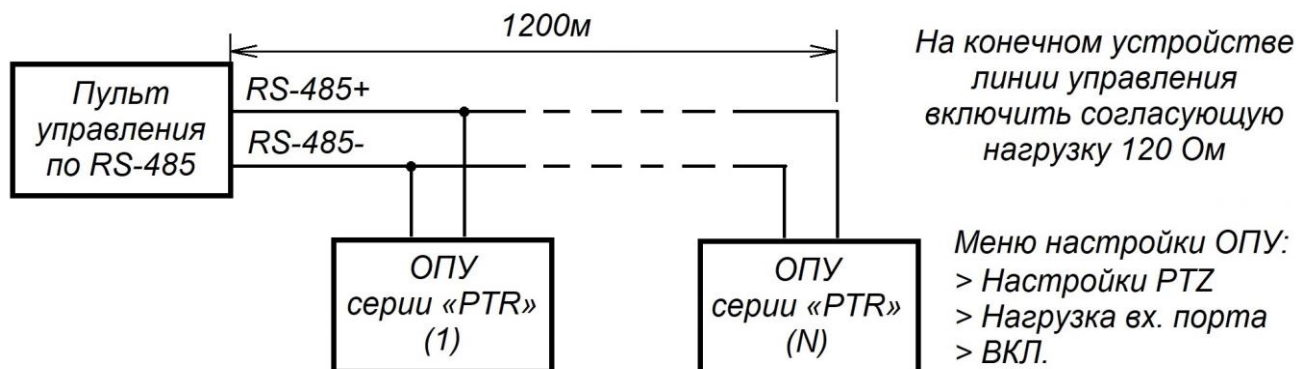 1200м
Пульт
управления
по RS-485
RS-485+
RS-485-
ОПУ
серии «PTR»
(1)
ОПУ
серии «PTR»
(N)
На конечном устройстве
линии управления
включить согласующую
нагрузку 120 Ом
Меню настройки ОПУ:
> Настройки PTZ
> Нагрузка вх. порта
> ВКЛ.